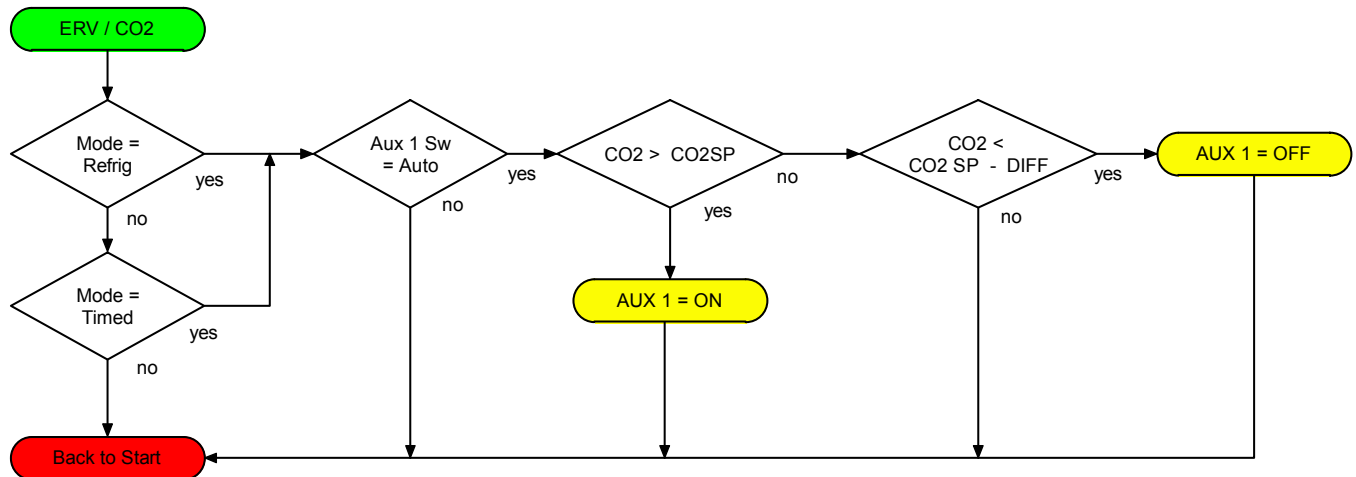 ERV / CO2
Mode =
Refrig
yes
no
Aux 1 Sw
= Auto
yes
no
CO2 > CO2SP
no
yes
CO2 <
CO2 SP - DIFF
yes
no
AUX 1 = OFF
Mode =
Timed
yes
no
AUX 1 = ON
Back to Start